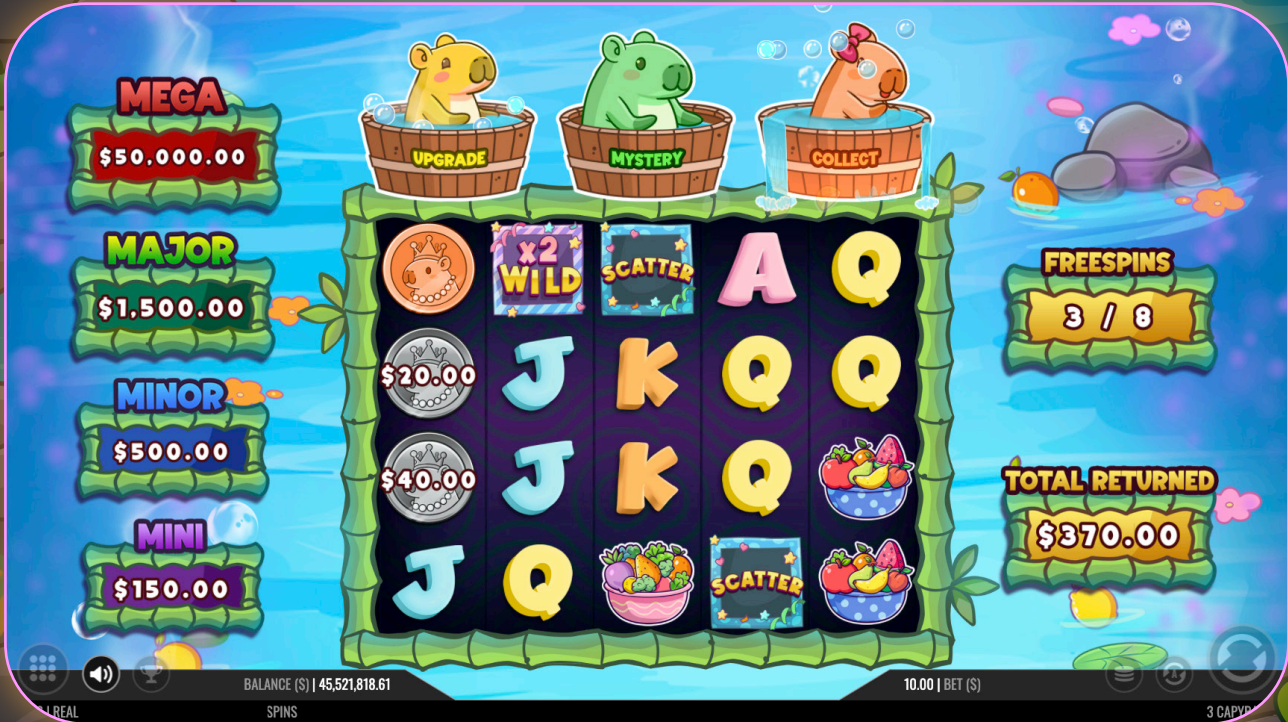 MEGA
$50,000.00
MAJOR
$1,500.00
MINOR
$500.00
MINI
$150.00
UPGRADE
MYSTERY
COLLECT
x2
WILD
SCATTER
A
Q
$20.00
J
K
Q
Q
$40.00
J
K
Q
J
Q
SCATTER
FREESPINS
3 / 8
TOTAL RETURNED
$370.00
BALANCE ($) | 45,521,818.61
10.00 | BET ($)
REAL
SPINS
3